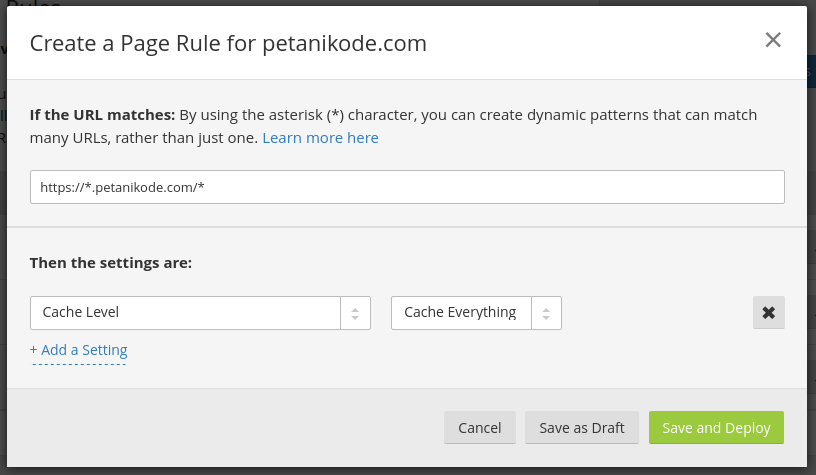 Create a Page Rule for petanikode.com
If the URL matches: By using the asterisk (*) character, you can create dynamic patterns that can match
many URLs, rather than just one. Learn more here
https://*.petanikode.com/*
Then the settings are:
Cache Level
Cache Everything
+ Add a Setting
Cancel
Save as Draft
Save and Deploy